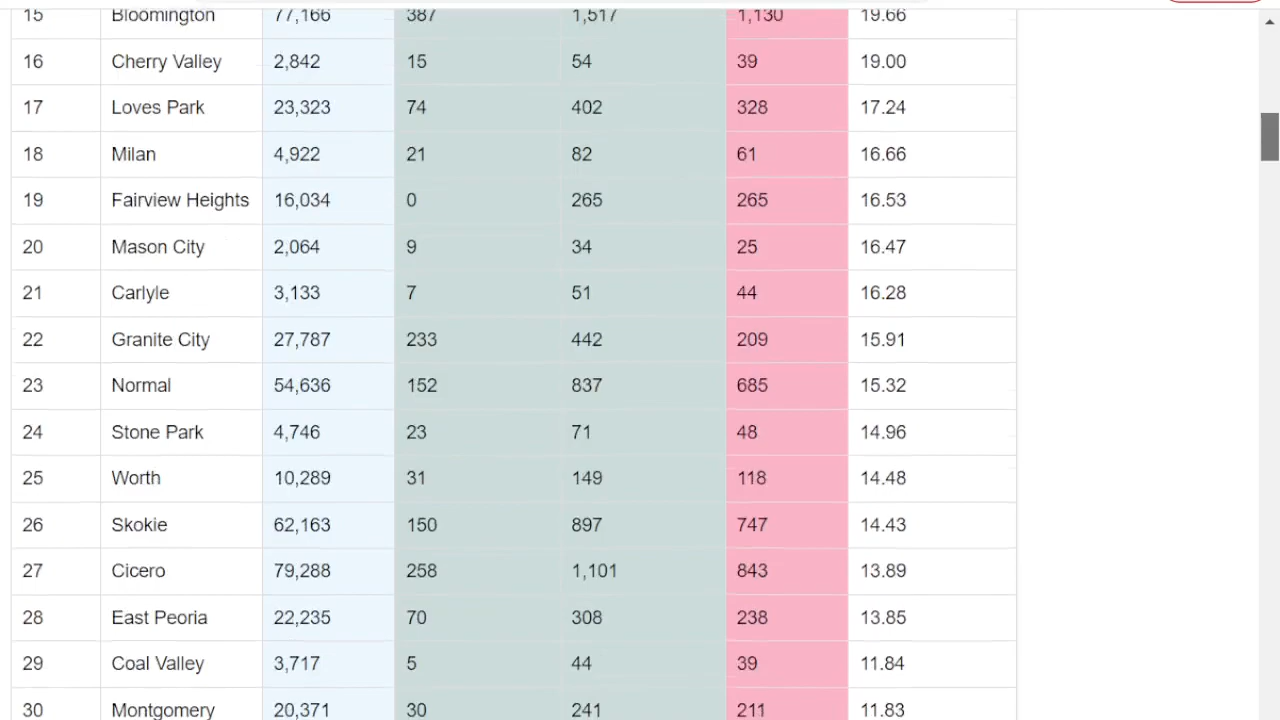 15 Bloomington 77,166 387 1,517 1,130 19.66
16 Cherry Valley 2,842 15 54 39 19.00
17 Loves Park 23,323 74 402 328 17.24
18 Milan 4,922 21 82 61 16.66
19 Fairview Heights 16,034 0 265 265 16.53
20 Mason City 2,064 9 34 25 16.47
21 Carlyle 3,133 7 51 44 16.28
22 Granite City 27,787 233 442 209 15.91
23 Normal 54,636 152 837 685 15.32
24 Stone Park 4,746 23 71 48 14.96
25 Worth 10,289 31 149 118 14.48
26 Skokie 62,163 150 897 747 14.43
27 Cicero 79,288 258 1,101 843 13.89
28 East Peoria 22,235 70 308 238 13.85
29 Coal Valley 3,717 5 44 39 11.84
30 Montgomery 20,371 30 241 211 11.83